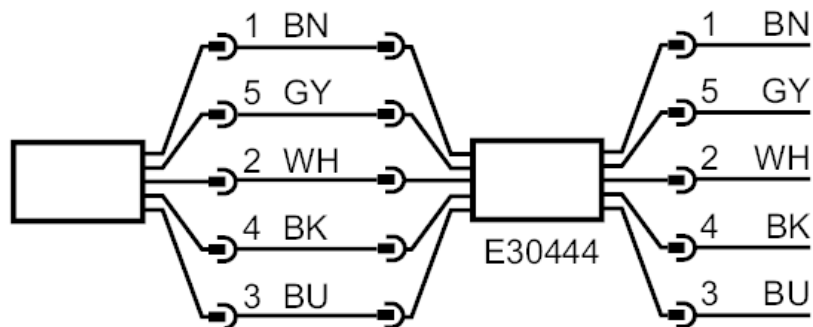 1 BN 1 BN
5 GY 5 GY
2 WH 2 WH
4 BK 4 BK
E30444
3 BU 3 BU